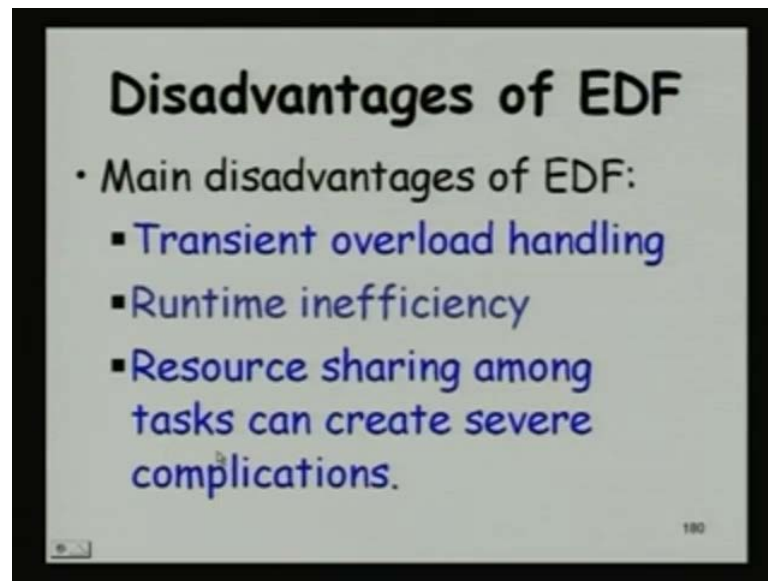 Disadvantages of EDF
• Main disadvantages of EDF:
▪Transient overload handling
▪Runtime inefficiency
▪Resource sharing among
tasks can create severe
complications.
180